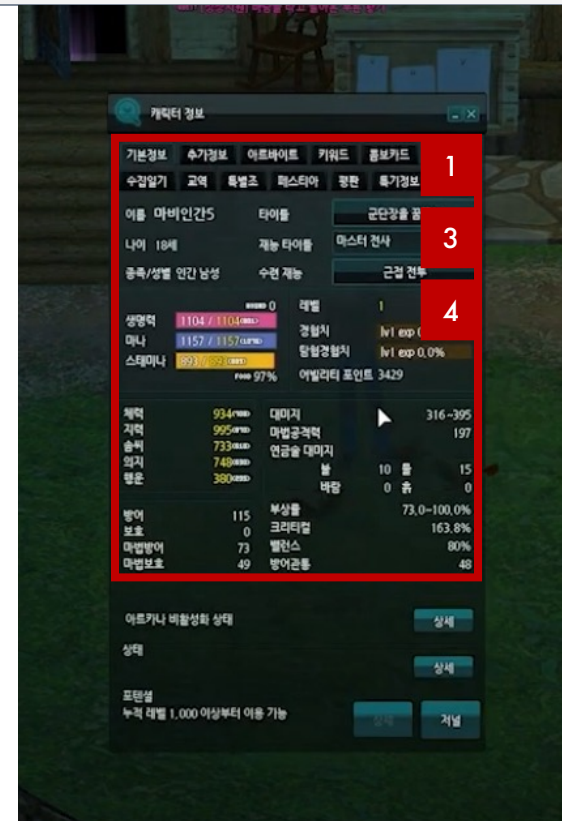 캐릭터 정보
기본정보 추가정보 아르바이트 키워드 콤보카드
수집일기 교역 특별조 페스티아 평판 특기정보
1
이름 마비인간5 타이틀 군단장을 꿈
나이 18세 재능 타이틀 마스터 전사
3
종족/성별 인간 남성 수련 재능 근접 전투
4
0 레벨 1
생명력 1104 / 1104
경험치 lv1 exp 0
마나 1157 / 1157
탐험경험치 lv1 exp 0,0%
스태미나
97% 어빌리티 포인트 3429
체력 934 대미지 316~395
지력 995 마법공격력 197
솜씨 733 연금술 대미지
의지 748 불 10 물 15
행운 380 바람 0 흙 0
방어 115 부상률 73,0~100,0%
보호 0 크리티컬 163,8%
마법방어 73 밸런스 80%
마법보호 49 방어관통 48
아르카나 비활성화 상태 상세
상태
상세
포텐셜
누적 레벨 1,000 이상부터 이용 가능
상세 저널